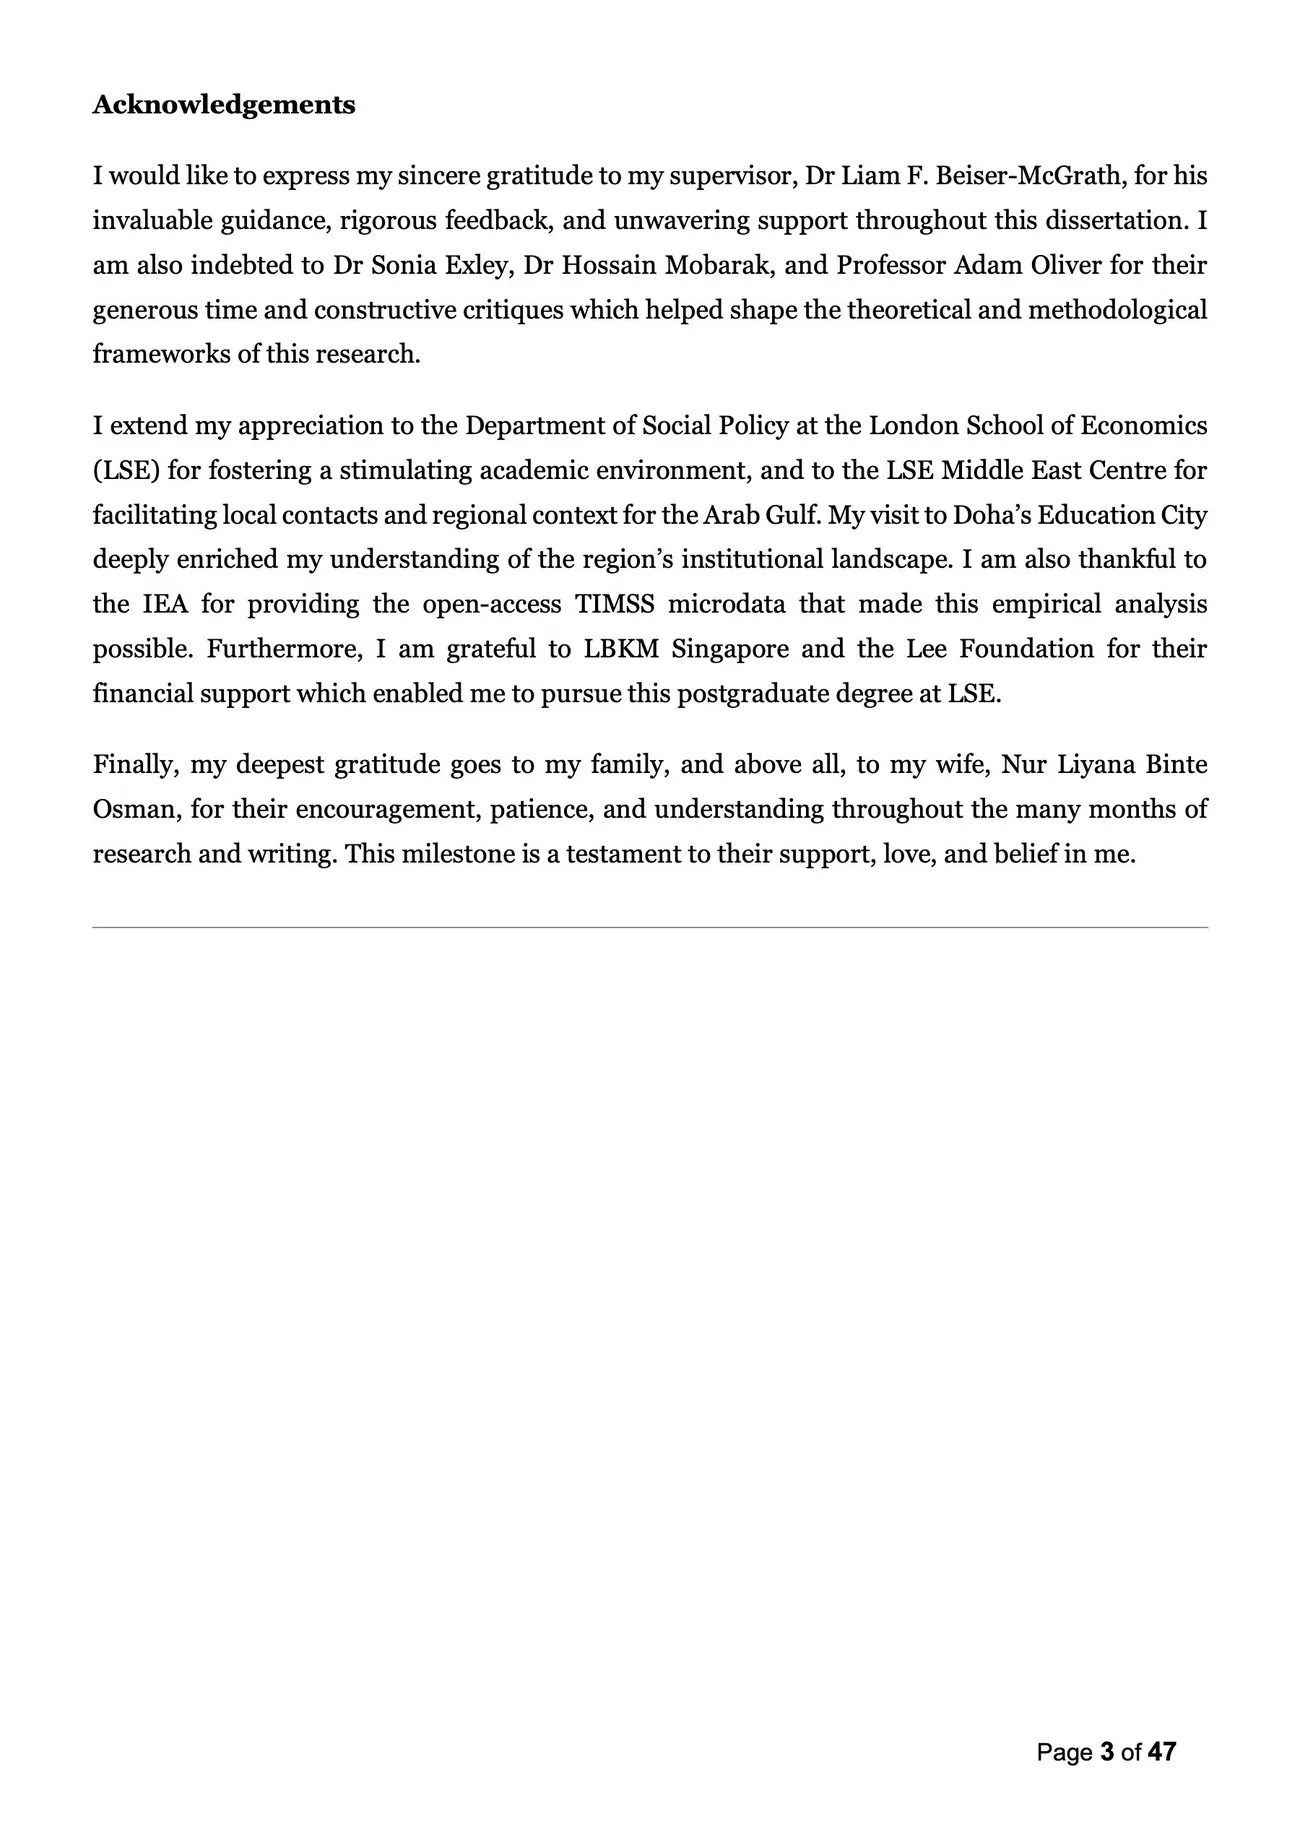 Acknowledgements
I would like to express my sincere gratitude to my supervisor, Dr Liam F. Beiser-McGrath, for his
invaluable guidance, rigorous feedback, and unwavering support throughout this dissertation. I
am also indebted to Dr Sonia Exley, Dr Hossain Mobarak, and Professor Adam Oliver for their
generous time and constructive critiques which helped shape the theoretical and methodological
frameworks of this research.
I extend my appreciation to the Department of Social Policy at the London School of Economics
(LSE) for fostering a stimulating academic environment, and to the LSE Middle East Centre for
facilitating local contacts and regional context for the Arab Gulf. My visit to Doha’s Education City
deeply enriched my understanding of the region’s institutional landscape. I am also thankful to
the IEA for providing the open-access TIMSS microdata that made this empirical analysis
possible. Furthermore, I am grateful to LBKM Singapore and the Lee Foundation for their
financial support which enabled me to pursue this postgraduate degree at LSE.
Finally, my deepest gratitude goes to my family, and above all, to my wife, Nur Liyana Binte
Osman, for their encouragement, patience, and understanding throughout the many months of
research and writing. This milestone is a testament to their support, love, and belief in me.
Page 3 of 47